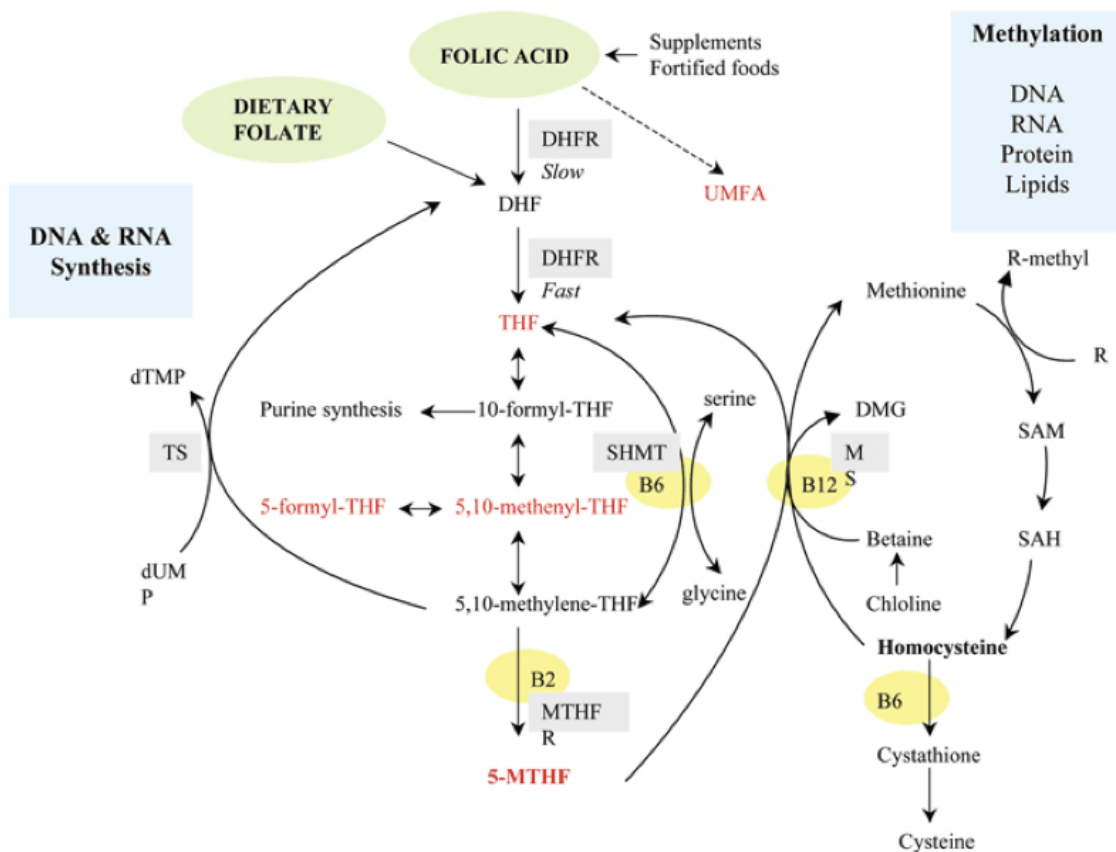 FOLIC ACID
Supplements
Fortified foods
Methylation
DNA
RNA
Protein
Lipids
DIETARY
FOLATE
DHFR
Slow
UMFA
DHF
DNA & RNA
Synthesis
DHFR
Fast
R-methyl
Methionine
THF
R
dTMP
Purine synthesis
10-formyl-THF
serine
DMG
SAM
TS
SHMT
B6
B12
M
S
5-formyl-THF
5,10-methenyl-THF
Betaine
SAH
dUM
P
5,10-methylene-THF
glycine
Chloline
Homocysteine
B2
MTHF
R
B6
5-MTHF
Cystathione
Cysteine